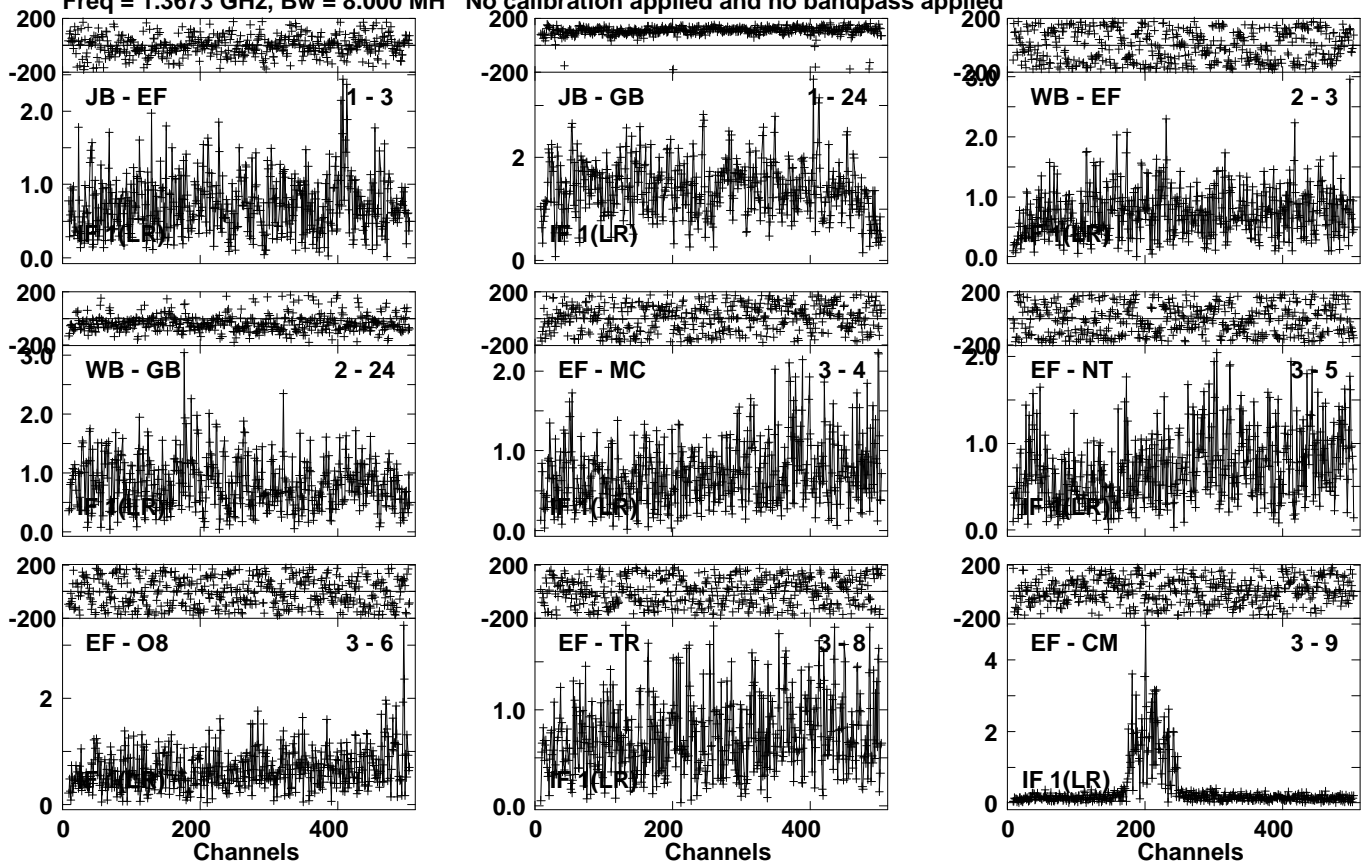 Freq = 1.3673 GHz, Bw = 8.000 MH No calibration applied and no bandpass applied
200 200 200
-200 -200 -200
JB - EF 1 - 3 JB - GB 1 - 24 3.0 WB - EF 2 - 3
2.0 2 2.0
1.0 1.0
IF 1(LR) IF 1(LR) IF 1(LR)
0.0 0 0.0
200 200 200
-200 -200 -200
3.0 WB - GB 2 - 24 2.0 EF - MC 3 - 4 2.0 EF - NT 3 - 5
2.0
1.0 1.0 1.0
IF 1(LR) IF 1(LR) IF 1(LR)
0.0 0.0 0.0
200 200 200
-200 -200 -200
EF - O8 3 - 6 EF - TR 3 - 8 EF - CM 3 - 9
2 1.0 4
2
IF 1(LR) IF 1(LR) IF 1(LR)
0 0.0 0
0 200 400 0 200 400 0 200 400
Channels Channels Channels